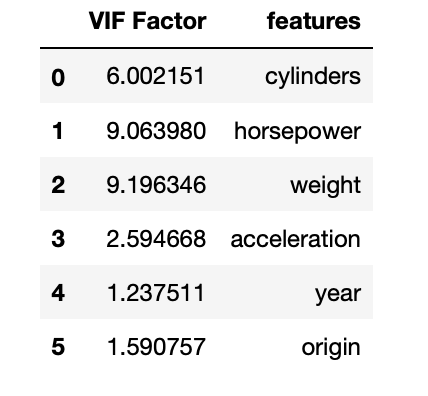 VIF Factor features
0 6.002151 cylinders
1 9.063980 horsepower
2 9.196346 weight
3 2.594668 acceleration
4 1.237511 year
5 1.590757 origin